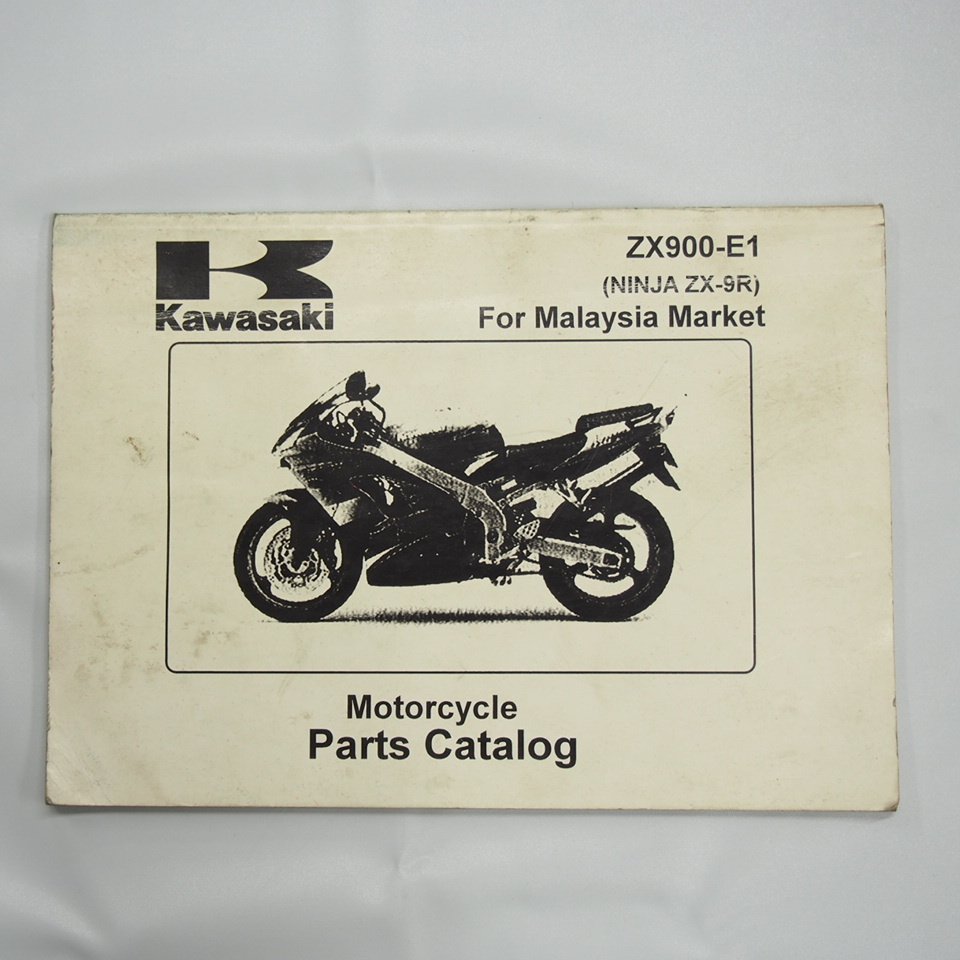 Kawasaki
ZX900-E1
(NINJA ZX-9R)
For Malaysia Market
Motorcycle
Parts Catalog